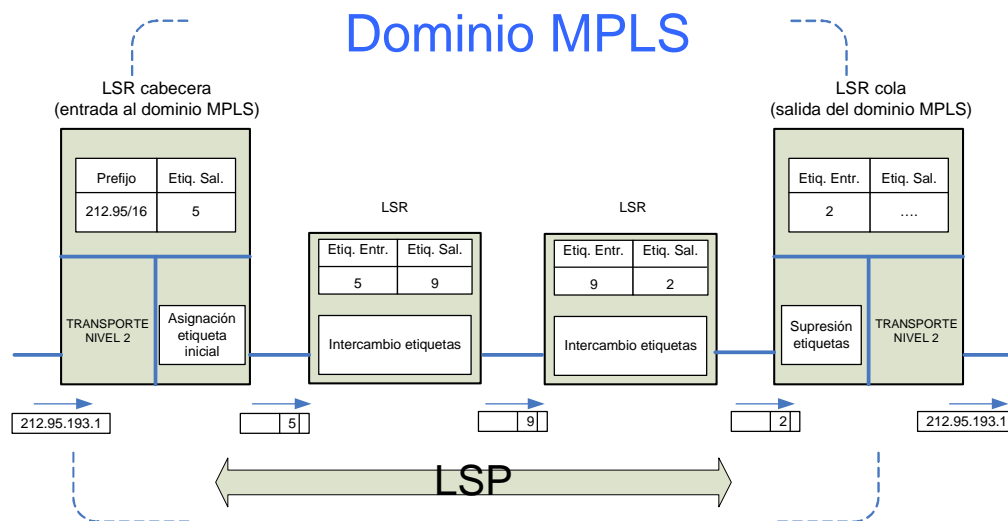 Dominio MPLS
LSR cabecera
(entrada al dominio MPLS)
LSR cola
(salida del dominio MPLS)
Prefijo Etiq. Sal.
212.95/16 5
TRANSPORTE
NIVEL 2
Asignación
etiqueta
inicial
LSR
Etiq. Entr. Etiq. Sal.
5 9
Intercambio etiquetas
LSR
Etiq. Entr. Etiq. Sal.
9 2
Intercambio etiquetas
Etiq. Entr. Etiq. Sal.
2 ....
Supresión
etiquetas
TRANSPORTE
NIVEL 2
212.95.193.1
5
9
2
212.95.193.1
LSP